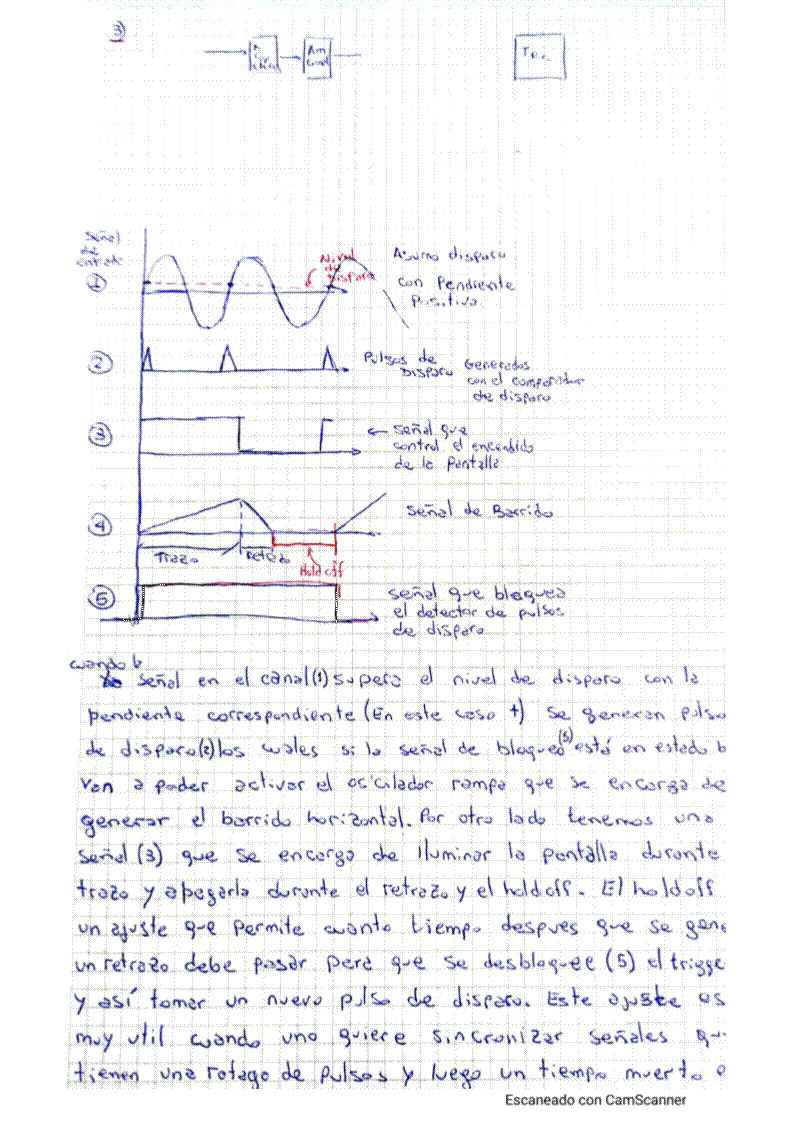 3)
Am
T.R.C.
Señal
de
Entrada
Nivel
de
Disparo
Asumo disparo
con Pendiente
Positiva
1
2
Pulsos de
Disparo Generados
con el comparador
de disparo
3
señal que
control el encendido
de la Pantalla
4
señal de Barrido
Trazo
Retrazo
Hold off
5
señal que bloquea
el detector de pulsos
de disparo
cuando la
señal en el canal (1) supera el nivel de disparo con la
pendiente correspondiente (En este caso +) se generan pulso
de disparo (2) los cuales si la señal de bloqueo (5) está en estado b
van a poder activar el oscilador rampa que se encarga de
generar el barrido horizontal. Por otro lado tenemos una
señal (3) que se encarga de iluminar la pantalla durante
trazo y apagarla durante el retrazo y el hold off. El hold off
un ajuste que permite cuanto tiempo despues que se gene
un retrazo debe pasar para que se desbloquee (5) el trigge
y así tomar un nuevo pulso de disparo. Este ajuste es
muy util cuando uno quiere sincronizar señales qu
tienen una rafaga de pulsos y luego un tiempo muerto e
Escaneado con CamScanner